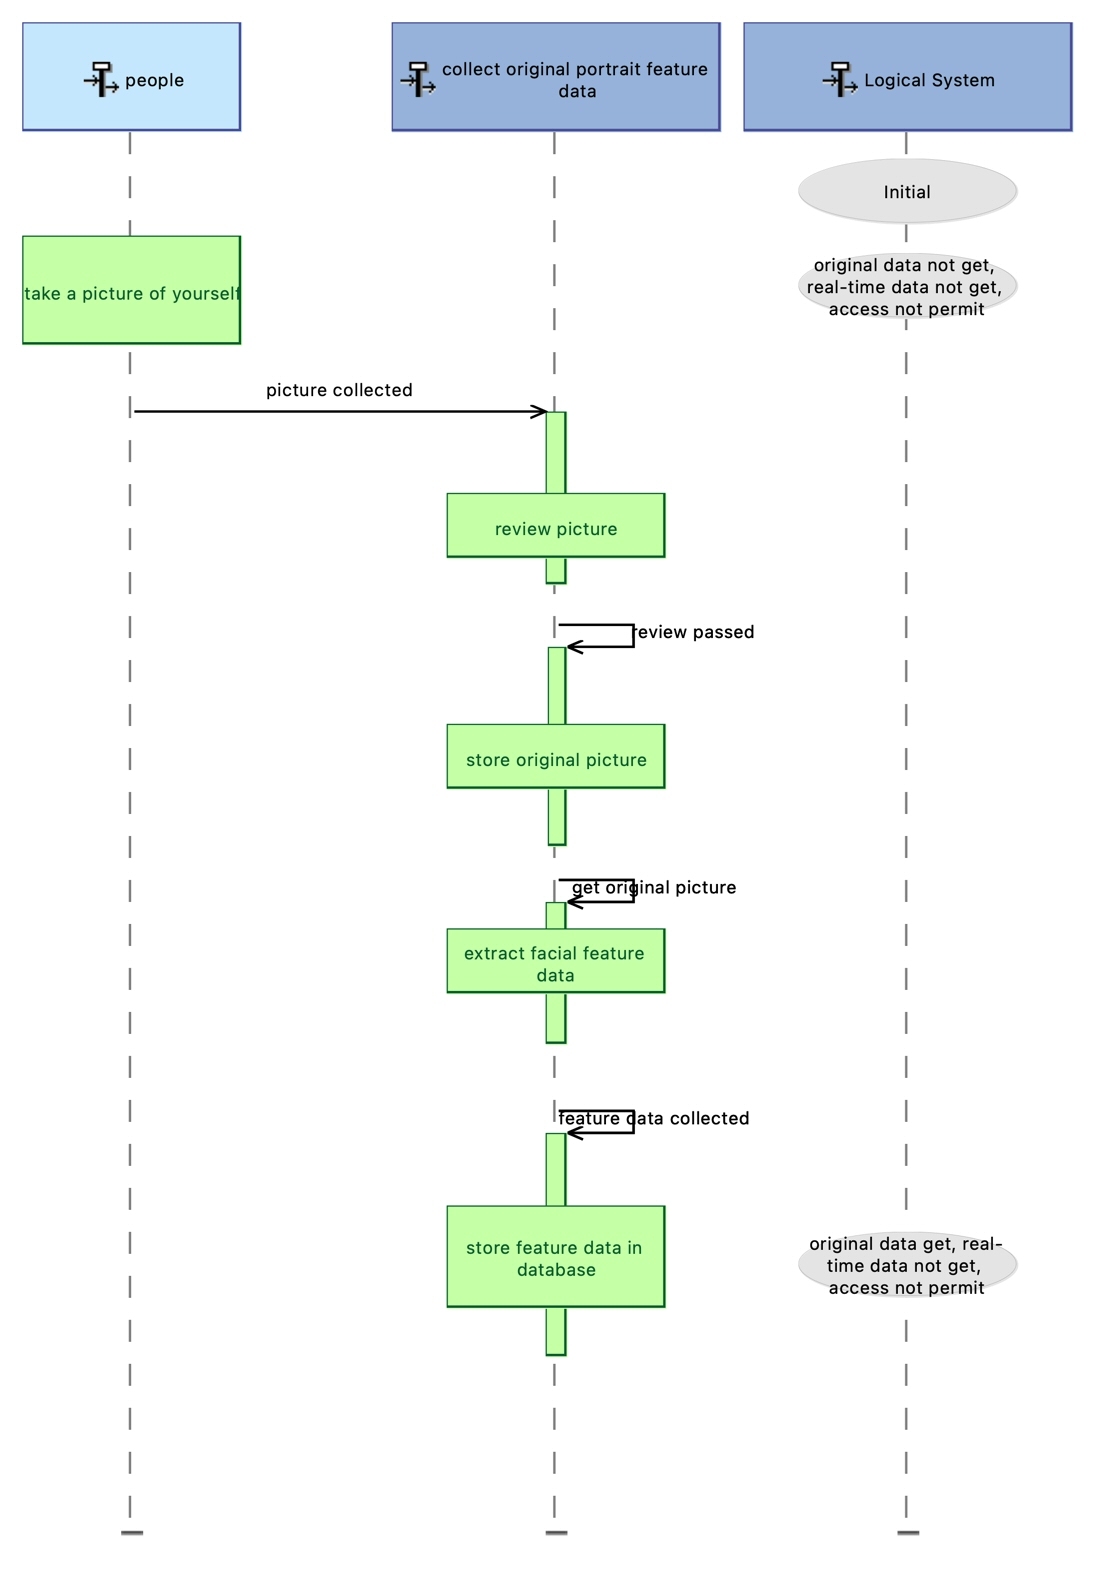 people
collect original portrait feature
data
Logical System
Initial
original data not get,
real-time data not get,
access not permit
take a picture of yourself
picture collected
review picture
review passed
store original picture
get original picture
extract facial feature
data
feature data collected
store feature data in
database
original data get, real-
time data not get,
access not permit